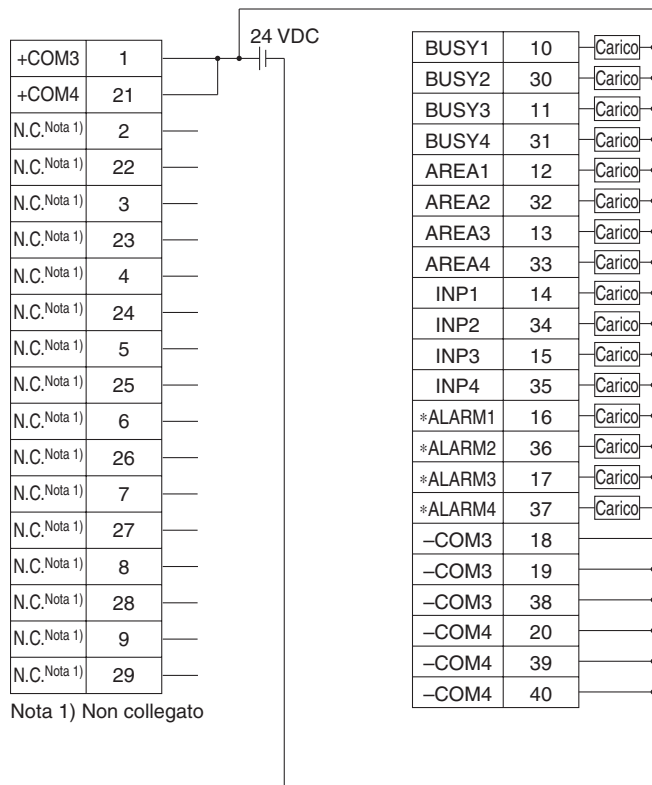 24 VDC
+COM3 1
+COM4 21
N.C.Nota 1) 2
N.C.Nota 1) 22
N.C.Nota 1) 3
N.C.Nota 1) 23
N.C.Nota 1) 4
N.C.Nota 1) 24
N.C.Nota 1) 5
N.C.Nota 1) 25
N.C.Nota 1) 6
N.C.Nota 1) 26
N.C.Nota 1) 7
N.C.Nota 1) 27
N.C.Nota 1) 8
N.C.Nota 1) 28
N.C.Nota 1) 9
N.C.Nota 1) 29
Nota 1) Non collegato
BUSY1 10 Carico
BUSY2 30 Carico
BUSY3 11 Carico
BUSY4 31 Carico
AREA1 12 Carico
AREA2 32 Carico
AREA3 13 Carico
AREA4 33 Carico
INP1 14 Carico
INP2 34 Carico
INP3 15 Carico
INP4 35 Carico
*ALARM1 16 Carico
*ALARM2 36 Carico
*ALARM3 17 Carico
*ALARM4 37 Carico
–COM3 18
–COM3 19
–COM3 38
–COM4 20
–COM4 39
–COM4 40